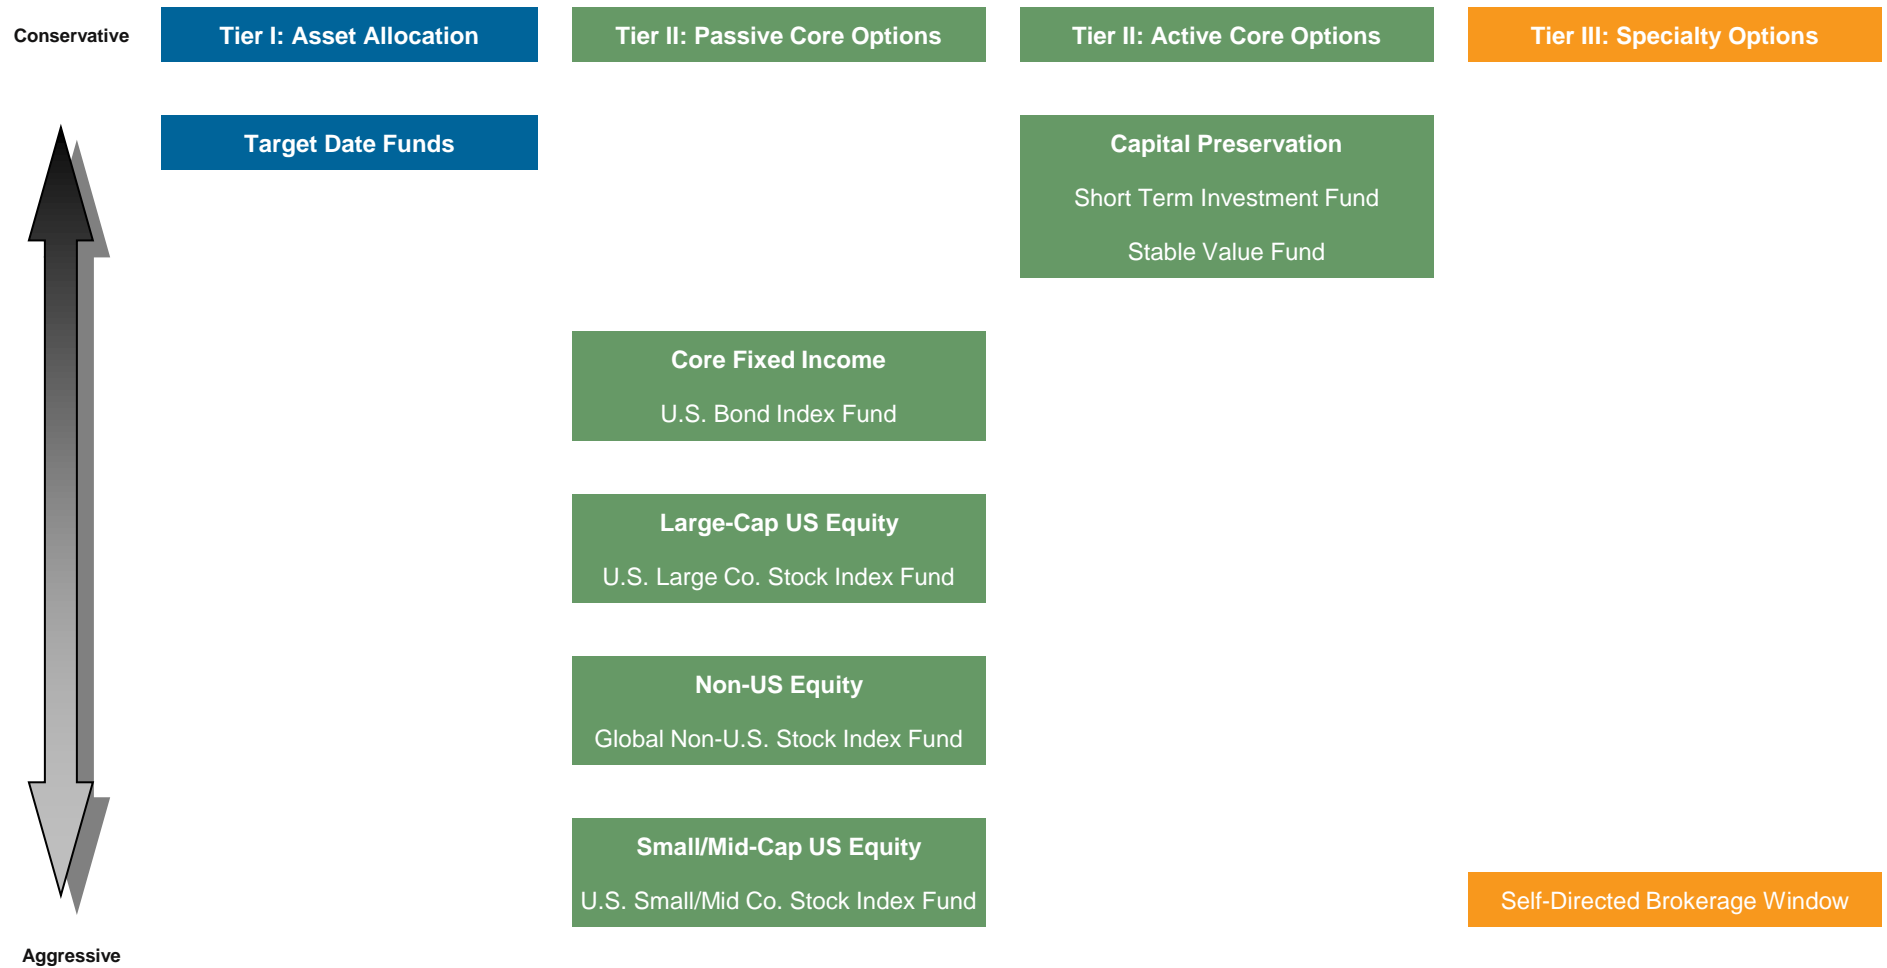 Conservative
Tier I: Asset Allocation
Tier II: Passive Core Options
Tier II: Active Core Options
Tier III: Specialty Options
Target Date Funds
Capital Preservation
Short Term Investment Fund
Stable Value Fund
Core Fixed Income
U.S. Bond Index Fund
Large-Cap US Equity
U.S. Large Co. Stock Index Fund
Non-US Equity
Global Non-U.S. Stock Index Fund
Small/Mid-Cap US Equity
U.S. Small/Mid Co. Stock Index Fund
Self-Directed Brokerage Window
Aggressive